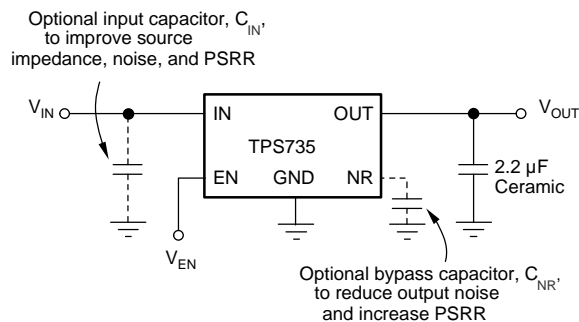 Optional input capacitor, C_IN,
to improve source
impedance, noise, and PSRR
V_IN
IN
OUT
V_OUT
TPS735
EN
GND
NR
2.2 µF
Ceramic
V_EN
Optional bypass capacitor, C_NR,
to reduce output noise
and increase PSRR